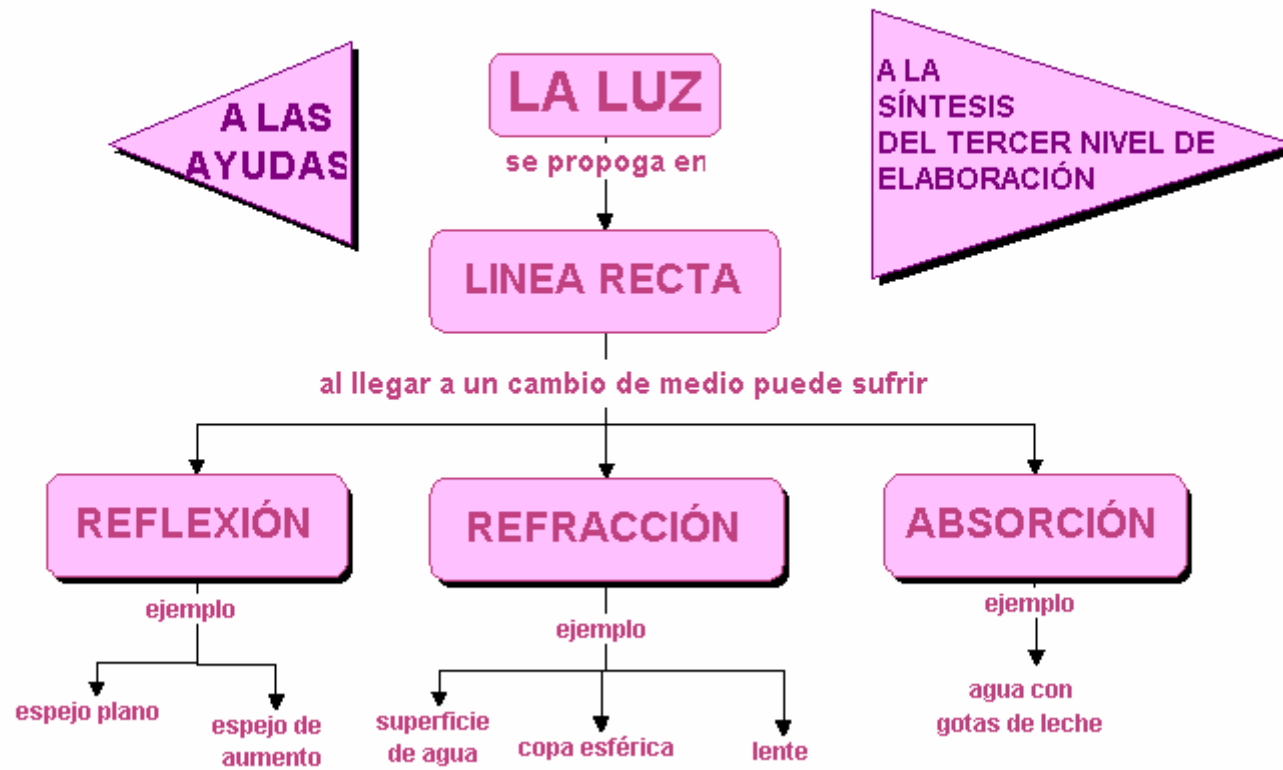 A LAS
AYUDAS
LA LUZ
A LA
SÍNTESIS
DEL TERCER NIVEL DE
ELABORACIÓN
se propoga en
LINEA RECTA
al llegar a un cambio de medio puede sufrir
REFLEXIÓN
REFRACCIÓN
ABSORCIÓN
ejemplo
ejemplo
ejemplo
espejo plano
espejo de
aumento
superficie
de agua
copa esférica
lente
agua con
gotas de leche